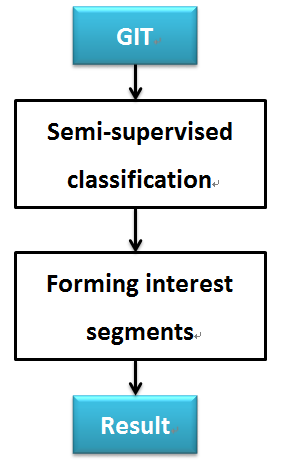 GIT
Semi-supervised
classification
Forming interest
segments
Result